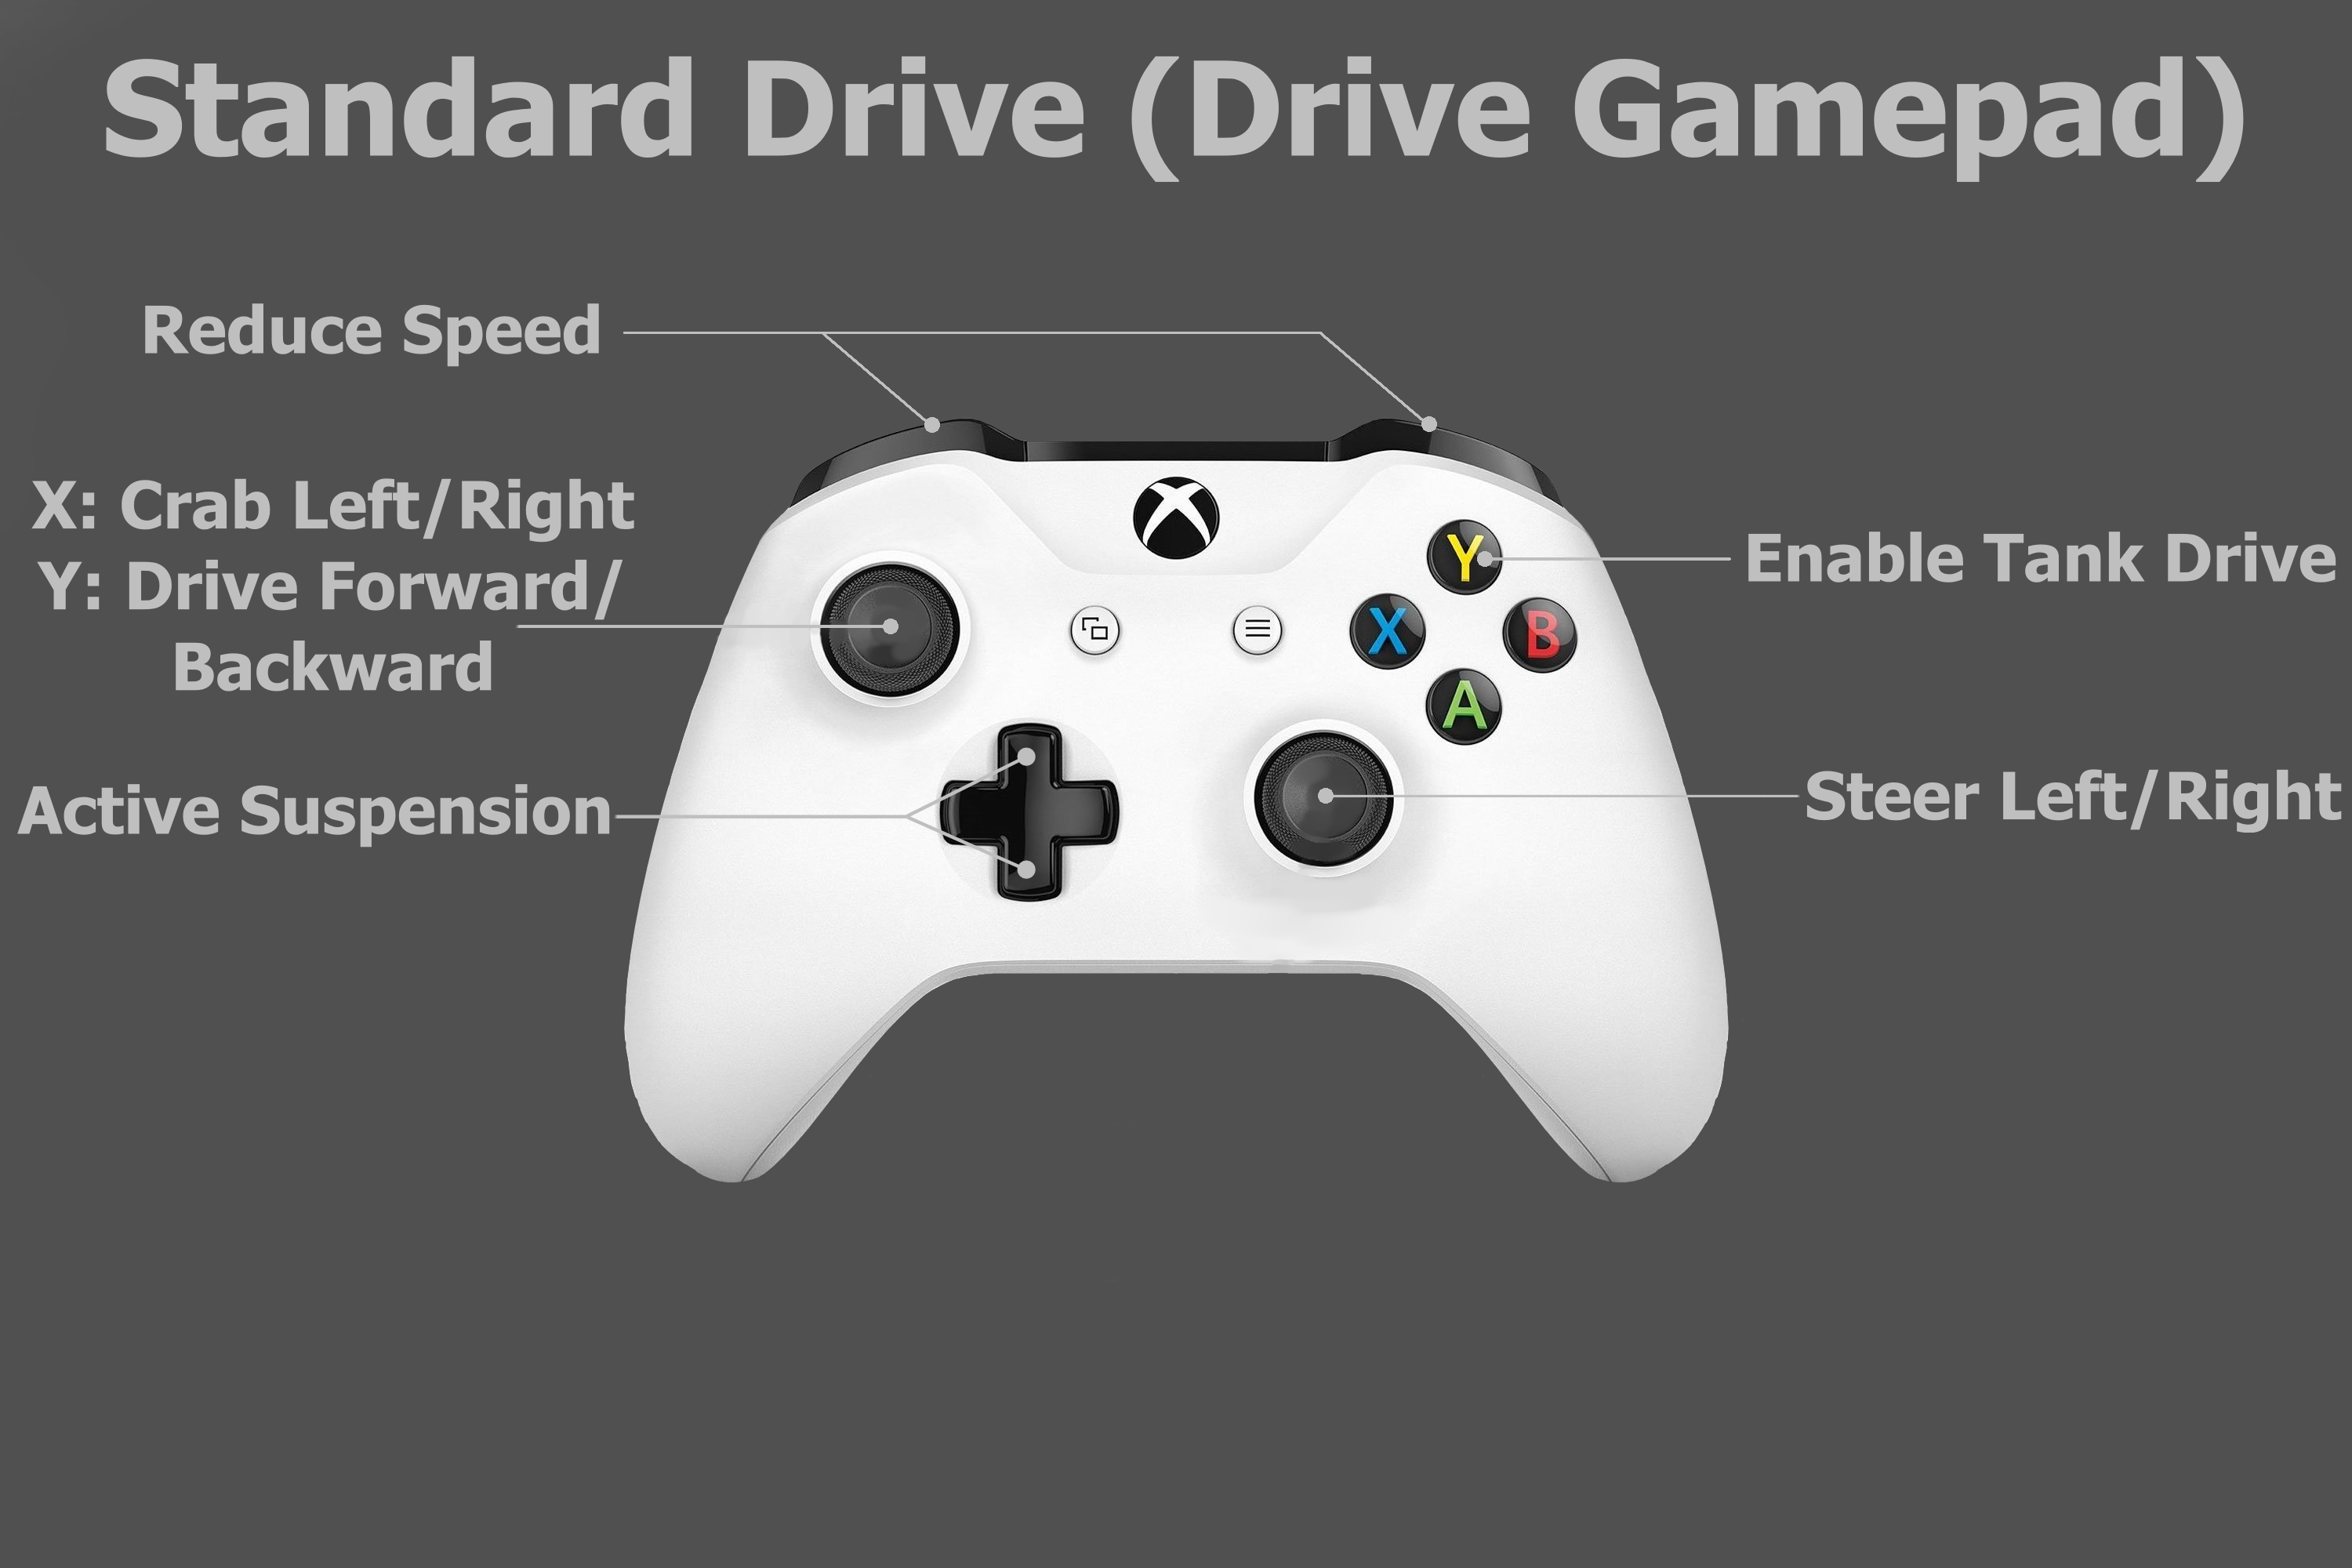 Standard Drive (Drive Gamepad)
Reduce Speed
X: Crab Left/Right
Y: Drive Forward/
Backward
Active Suspension
Y
X
B
A
Enable Tank Drive
Steer Left/Right